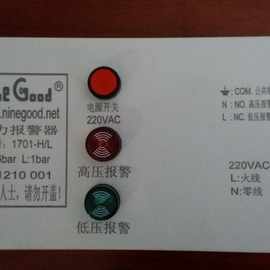 Good®
.ninegood.net
力报警器
1701-H/L
bar L:1bar
1210 001
人士,请勿开盖!
电源开关
220VAC
高压报警
低压报警
: COM. 公共
N : NO. 高压报
L : NC. 低压报
220VAC
L:火线
N:零线